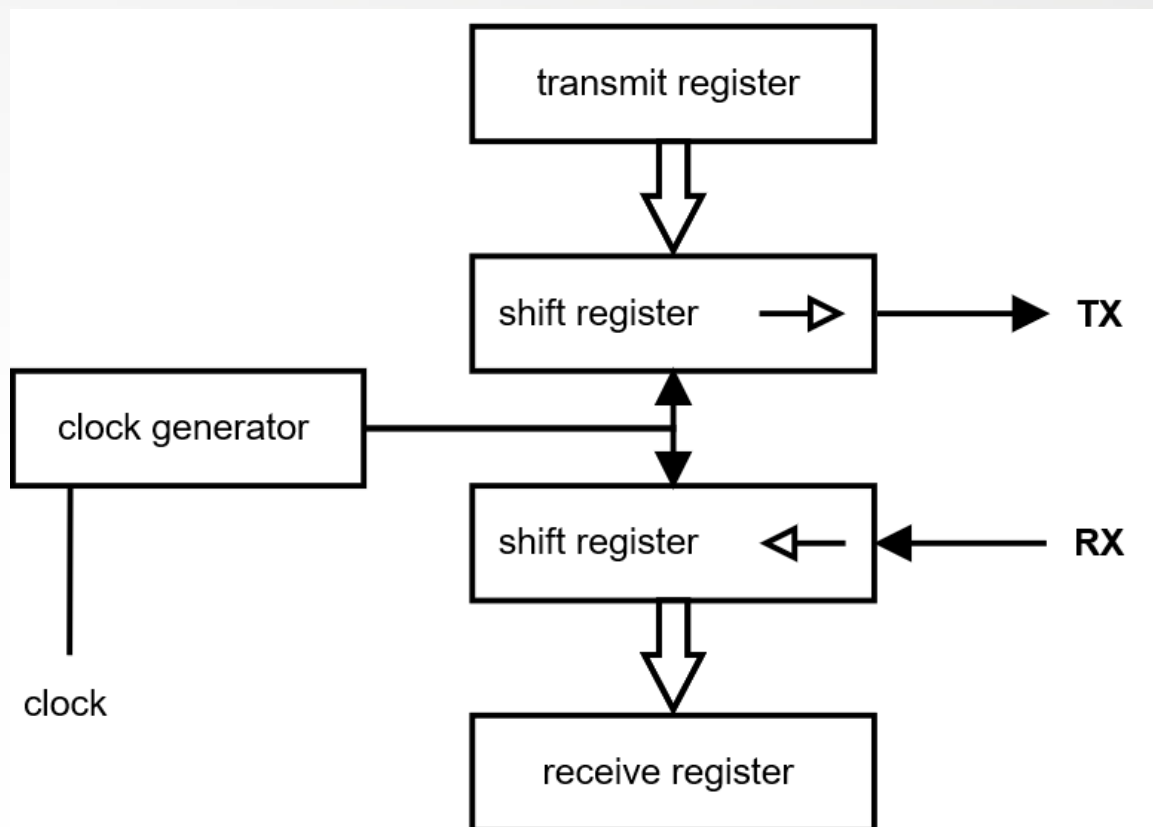 transmit register
shift register
TX
clock generator
shift register
RX
clock
receive register